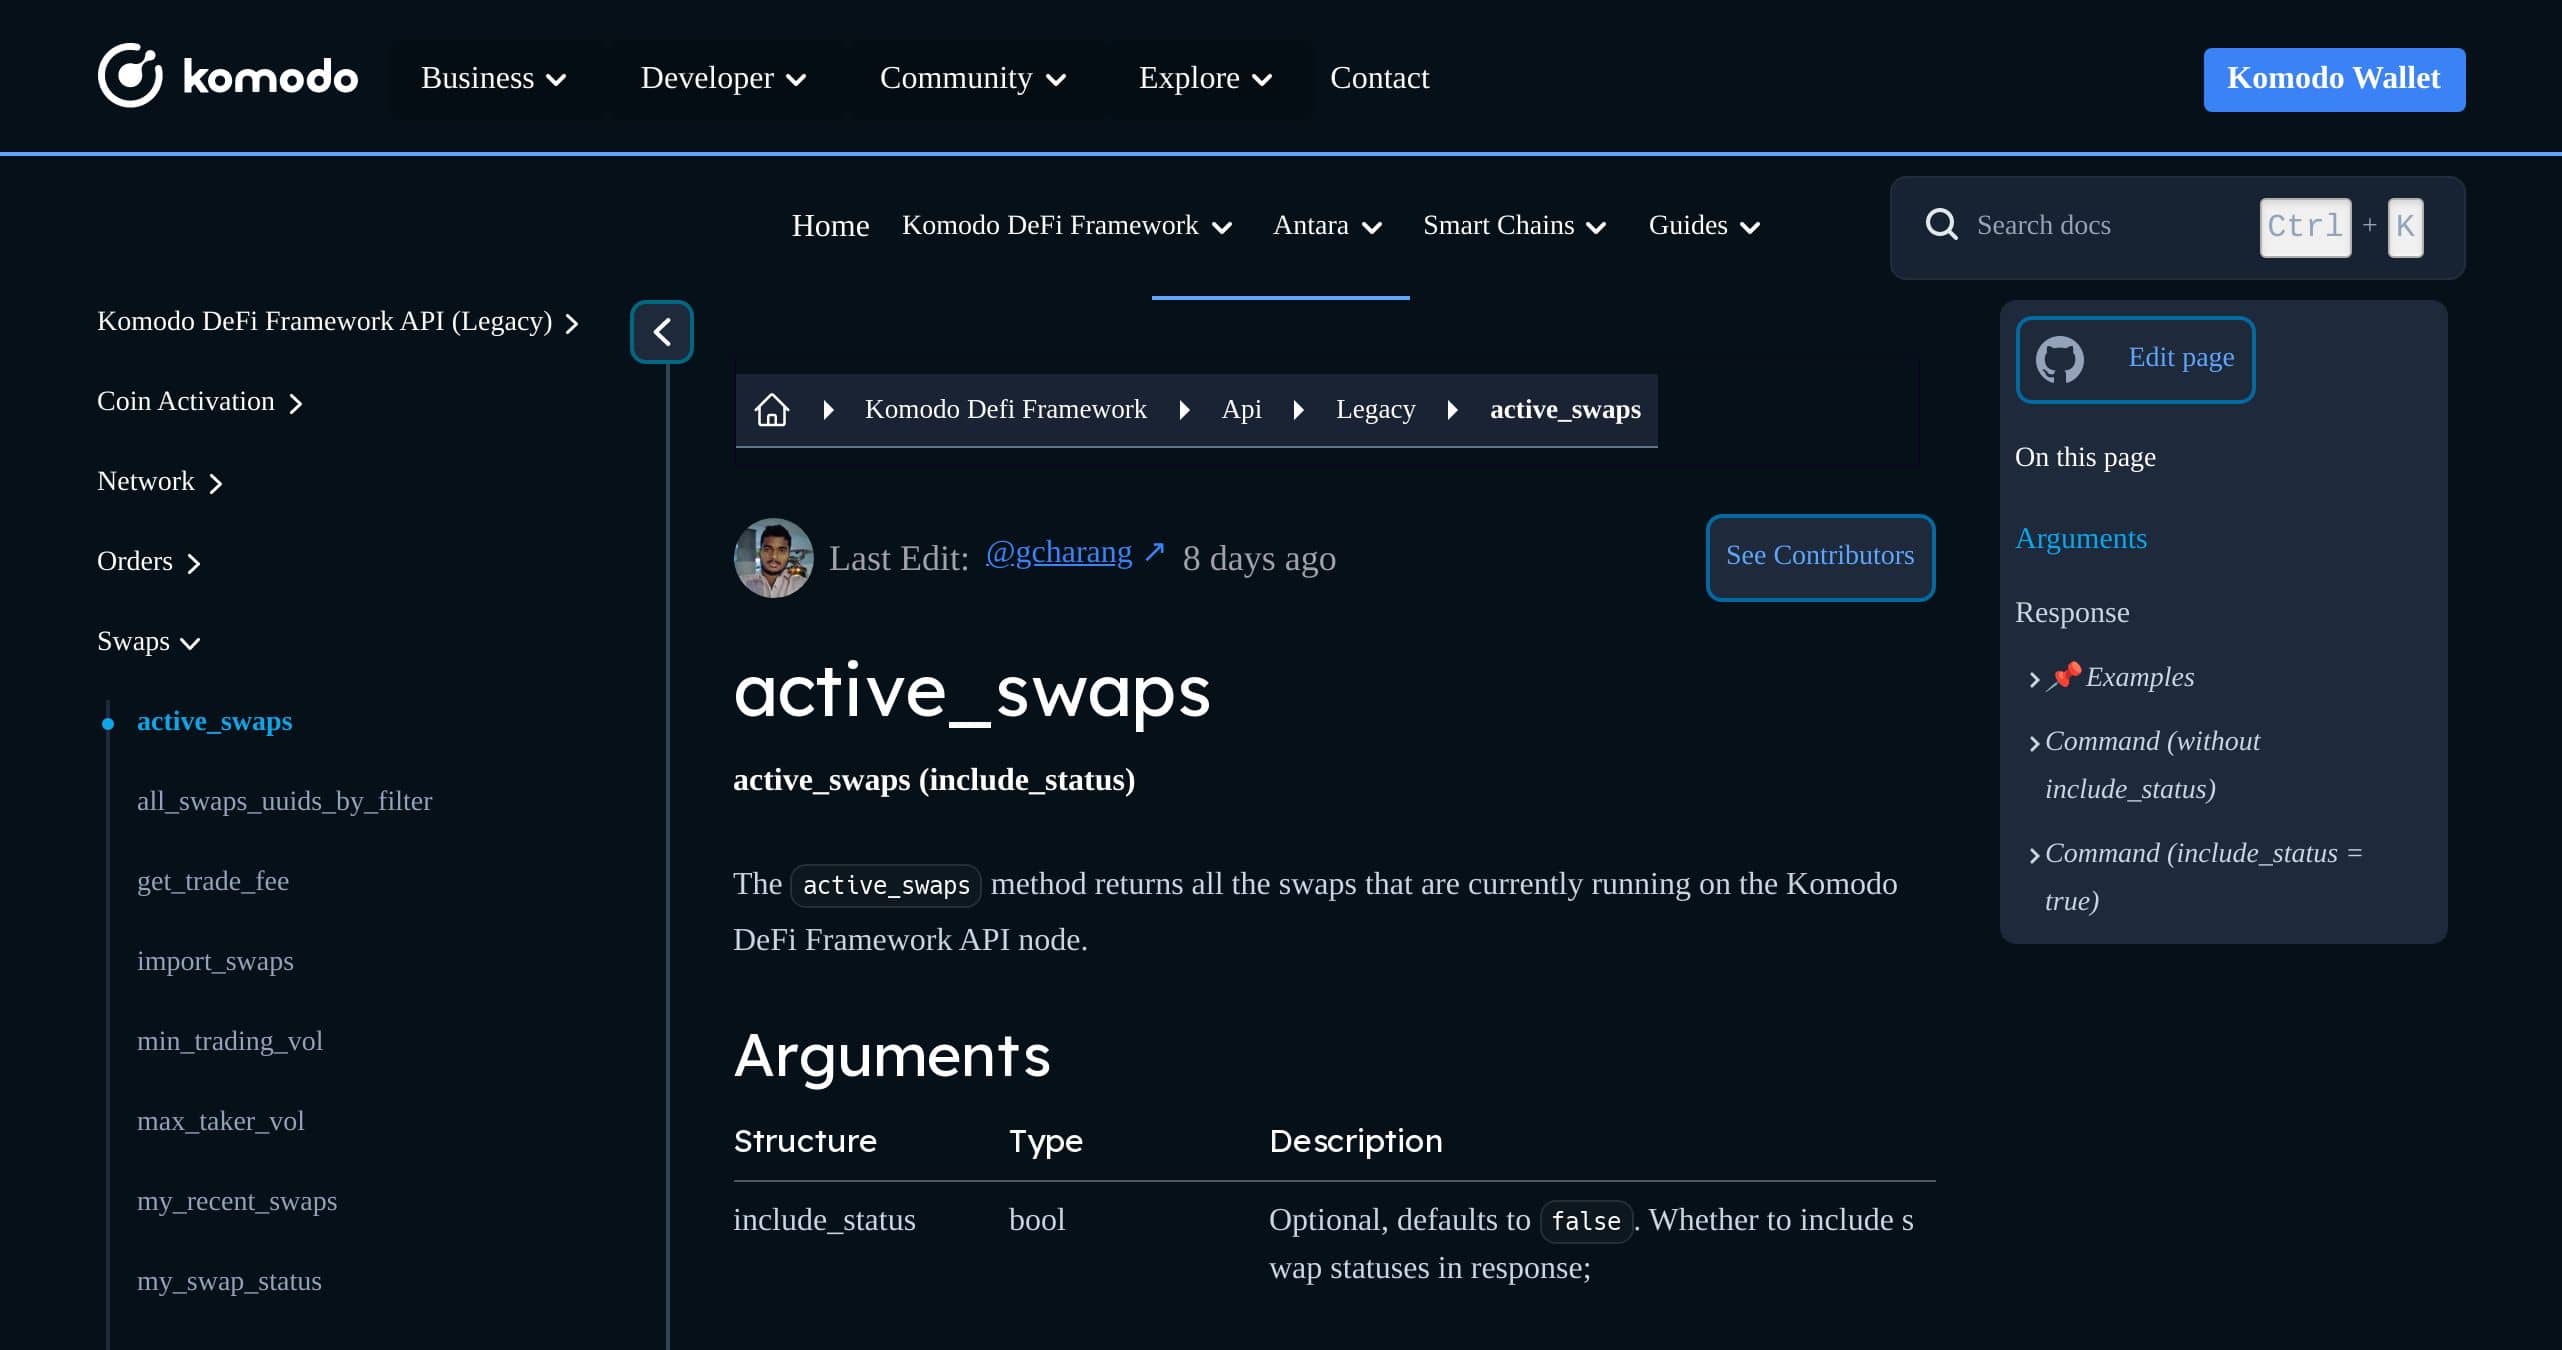 komodo
Business
Developer
Community
Explore
Contact
Komodo Wallet
Home
Komodo DeFi Framework
Antara
Smart Chains
Guides
Search docs
Ctrl + K
Komodo DeFi Framework API (Legacy)
Coin Activation
Network
Orders
Swaps
active_swaps
all_swaps_uuids_by_filter
get_trade_fee
import_swaps
min_trading_vol
max_taker_vol
my_recent_swaps
my_swap_status
Komodo Defi Framework
Api
Legacy
active_swaps
Last Edit: @gcharang ↗ 8 days ago
See Contributors
active_swaps
active_swaps (include_status)
The active_swaps method returns all the swaps that are currently running on the Komodo
DeFi Framework API node.
Arguments
Structure Type Description
include_status bool Optional, defaults to false. Whether to include s
wap statuses in response;
Edit page
On this page
Arguments
Response
📌 Examples
Command (without
include_status)
Command (include_status =
true)